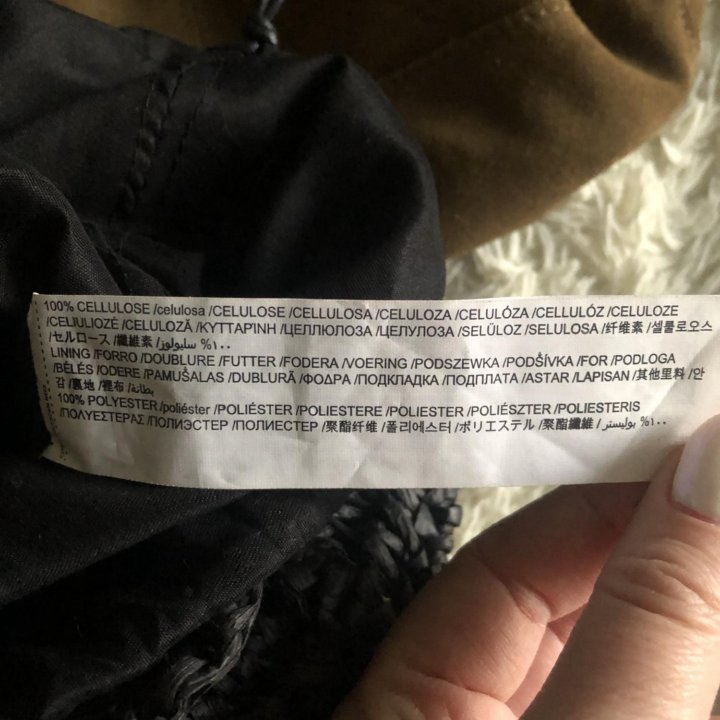 100% CELLULOSE /celulosa /CELULOSE /CELLULOSA /CELULOZA /CELULÓZA /CELLULÓZ /CELULOZE
/CELIULIOZĖ /CELULOZĂ /ΚΥΤΤΑΡΙΝΗ /ЦЕЛЛЮЛОЗА /ЦЕЛУЛОЗА /SELÜLOZ /SELULOSA /纤维素 /셀룰로오스
/セルロース /纖維素 /١٠٠% سليولوز
LINING /FORRO /DOUBLURE /FUTTER /FODERA /VOERING /PODSZEWKA /PODŠÍVKA /FOR /PODLOGA
/BÉLÉS /ODERE /PAMUŠALAS /DUBLURĂ /ΦΟΔΡΑ /ПОДКЛАДКА /ПОДПЛАТА /ASTAR /LAPISAN /其他里料 /안
감 /裏地 /裡布 /بطانة
100% POLYESTER /poliéster /POLIÉSTER /POLIESTERE /POLIESTER /POLIÉSZTER /POLIESTERIS
/ΠΟΛΥΕΣΤΕΡΑΣ /ПОЛИЭСТЕР /ПОЛИЕСТЕР /聚酯纤维 /폴리에스터 /ポリエステル /聚酯纖維 /١٠٠% بوليستر